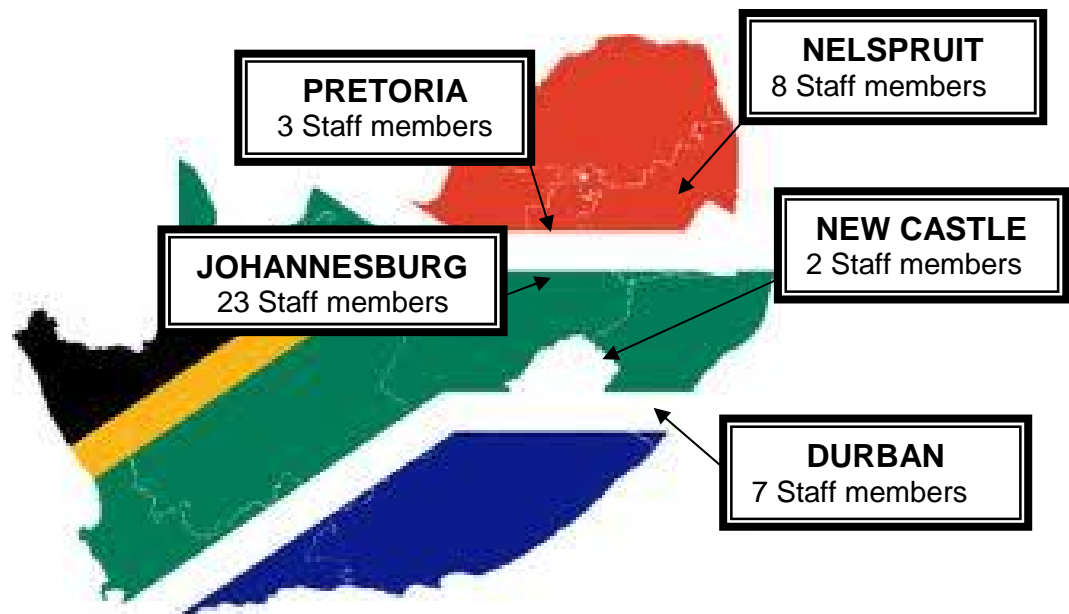 NELSPRUIT
8 Staff members
PRETORIA
3 Staff members
NEW CASTLE
2 Staff members
JOHANNESBURG
23 Staff members
DURBAN
7 Staff members